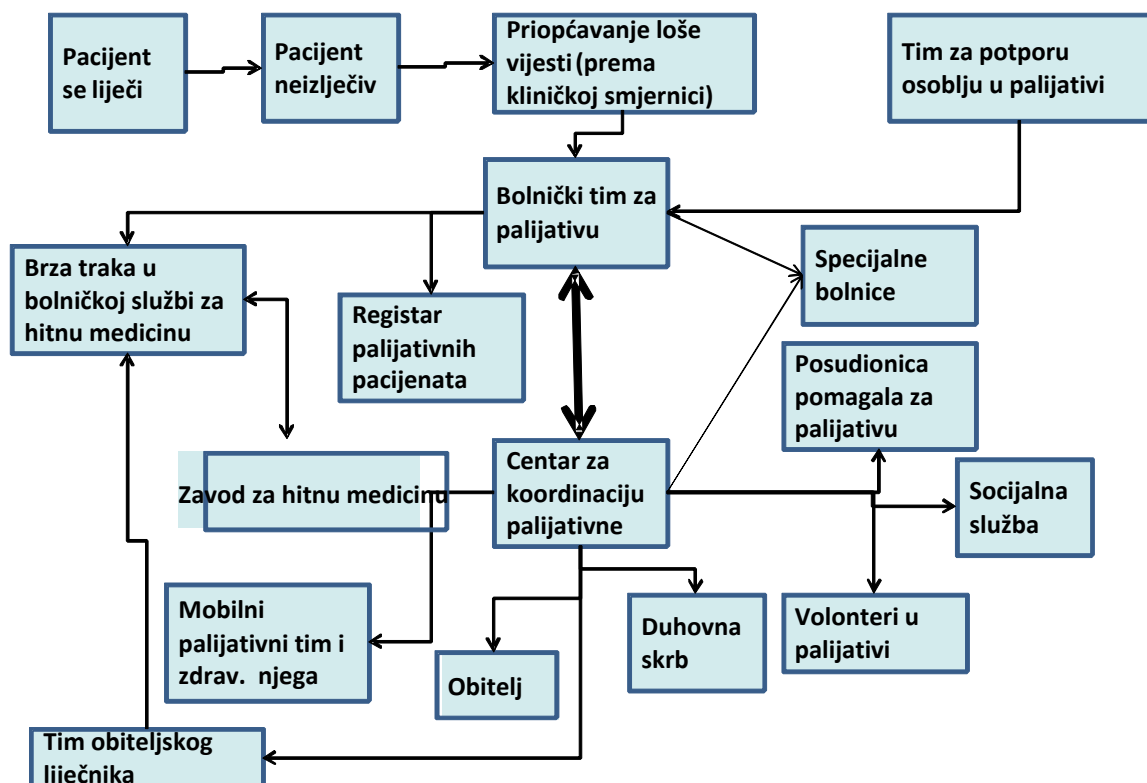 Pacijent
se liječi
Pacijent
neizlječiv
Priopćavanje loše
vijesti (prema
kliničkoj smjernici)
Tim za potporu
osoblju u palijativi
Bolnički tim za
palijativu
Brza traka u
bolničkoj službi za
hitnu medicinu
Registar
palijativnih
pacijenata
Specijalne
bolnice
Posudionica
pomagala za
palijativu
Zavod za hitnu medicinu
Centar za
koordinaciju
palijativne
Socijalna
služba
Mobilni
palijativni tim i
zdrav. njega
Obitelj
Duhovna
skrb
Volonteri u
palijativi
Tim obiteljskog
liječnika